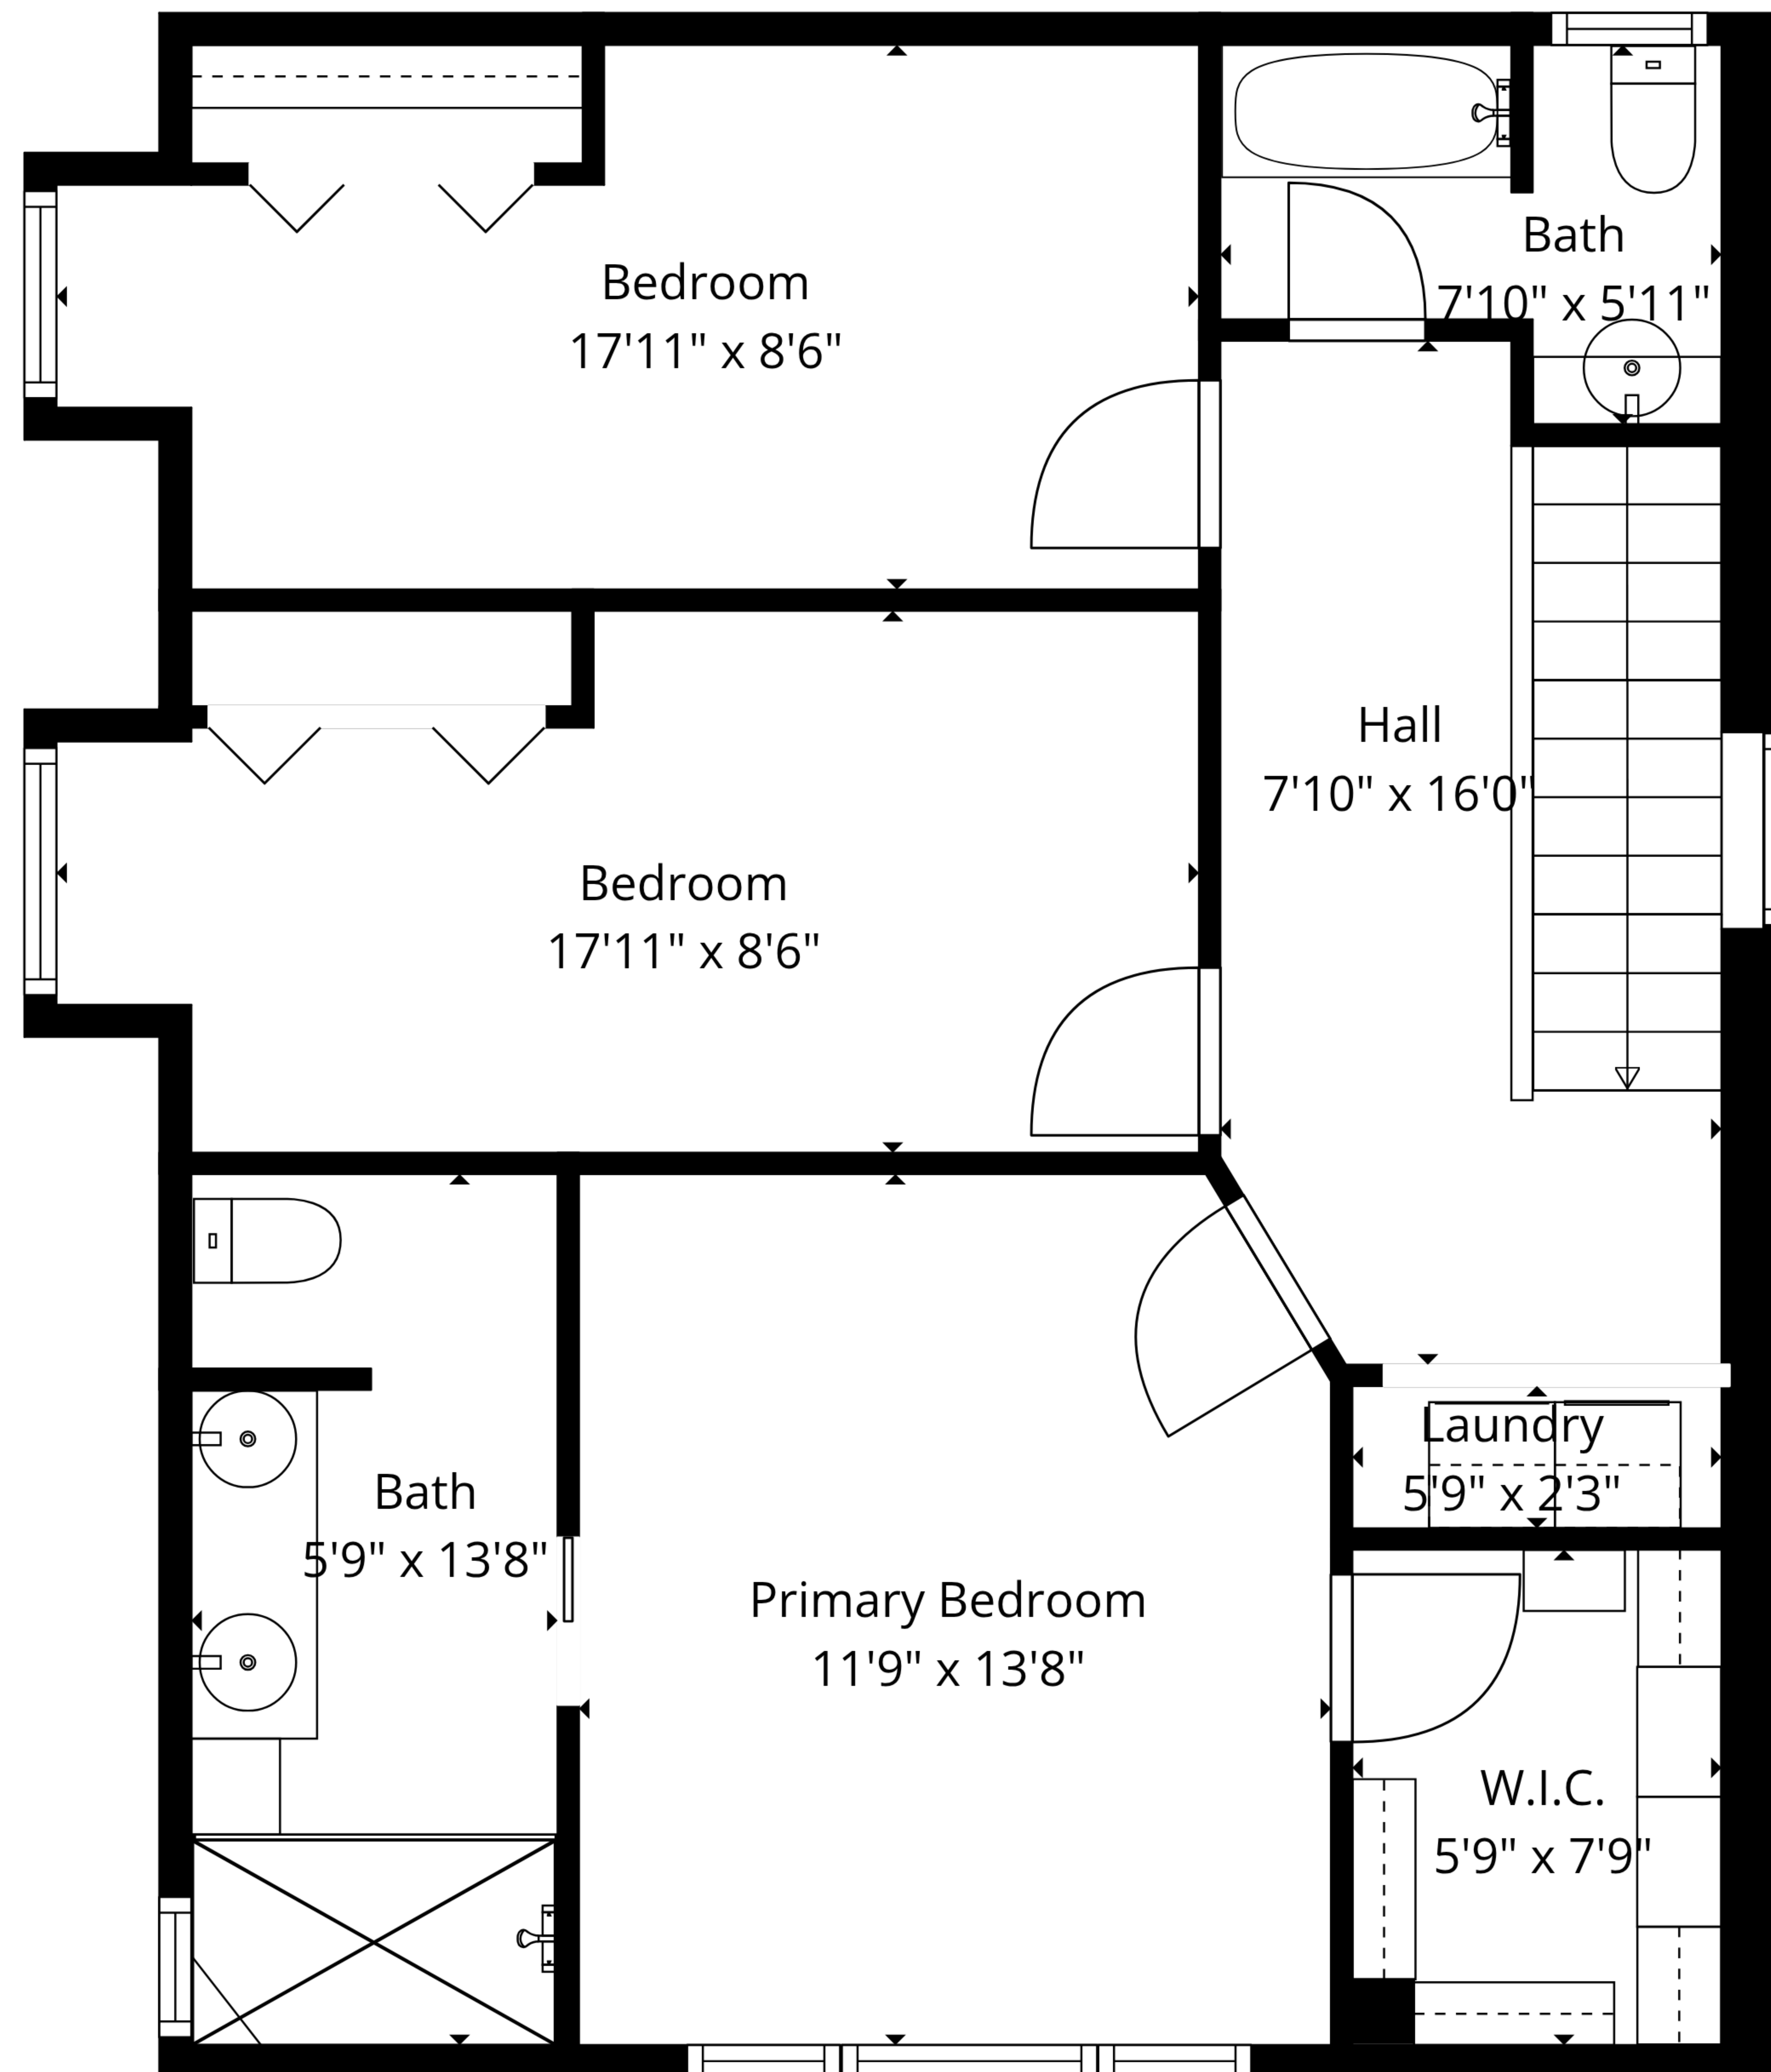 Bath
7'10" x 5'11"
Bedroom
17'11" x 8'6"
Hall
7'10" x 16'0"
Bedroom
17'11" x 8'6"
Laundry
5'9" x 2'3"
Bath
5'9" x 13'8"
Primary Bedroom
11'9" x 13'8"
W.I.C.
5'9" x 7'9"